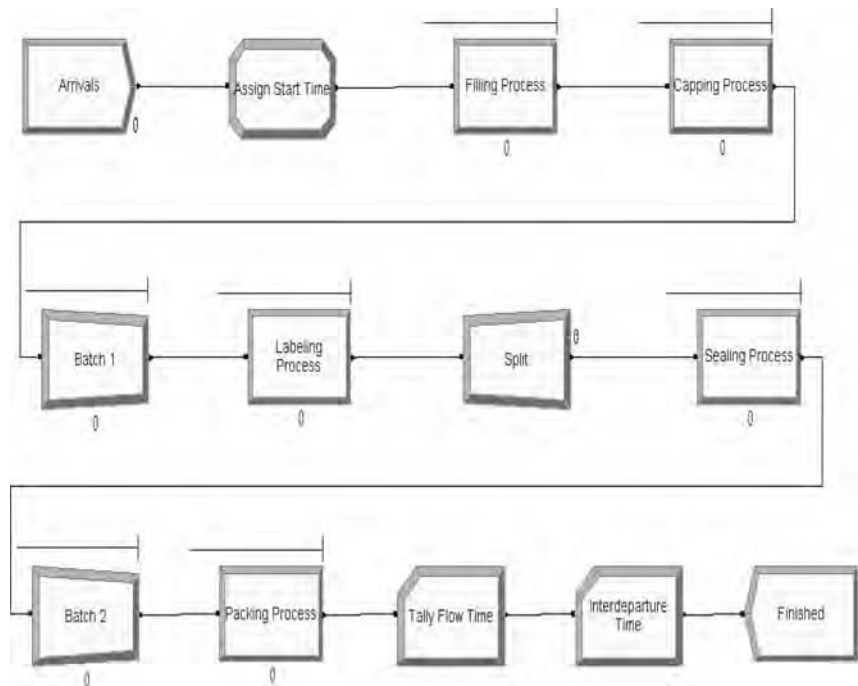 Arrivals
0
Assign Start Time
Filling Process
0
Capping Process
0
Batch 1
0
Labeling
Process
0
Split
0
Sealing Process
0
Batch 2
0
Packing Process
0
Tally Flow Time
Interdeparture
Time
Finished